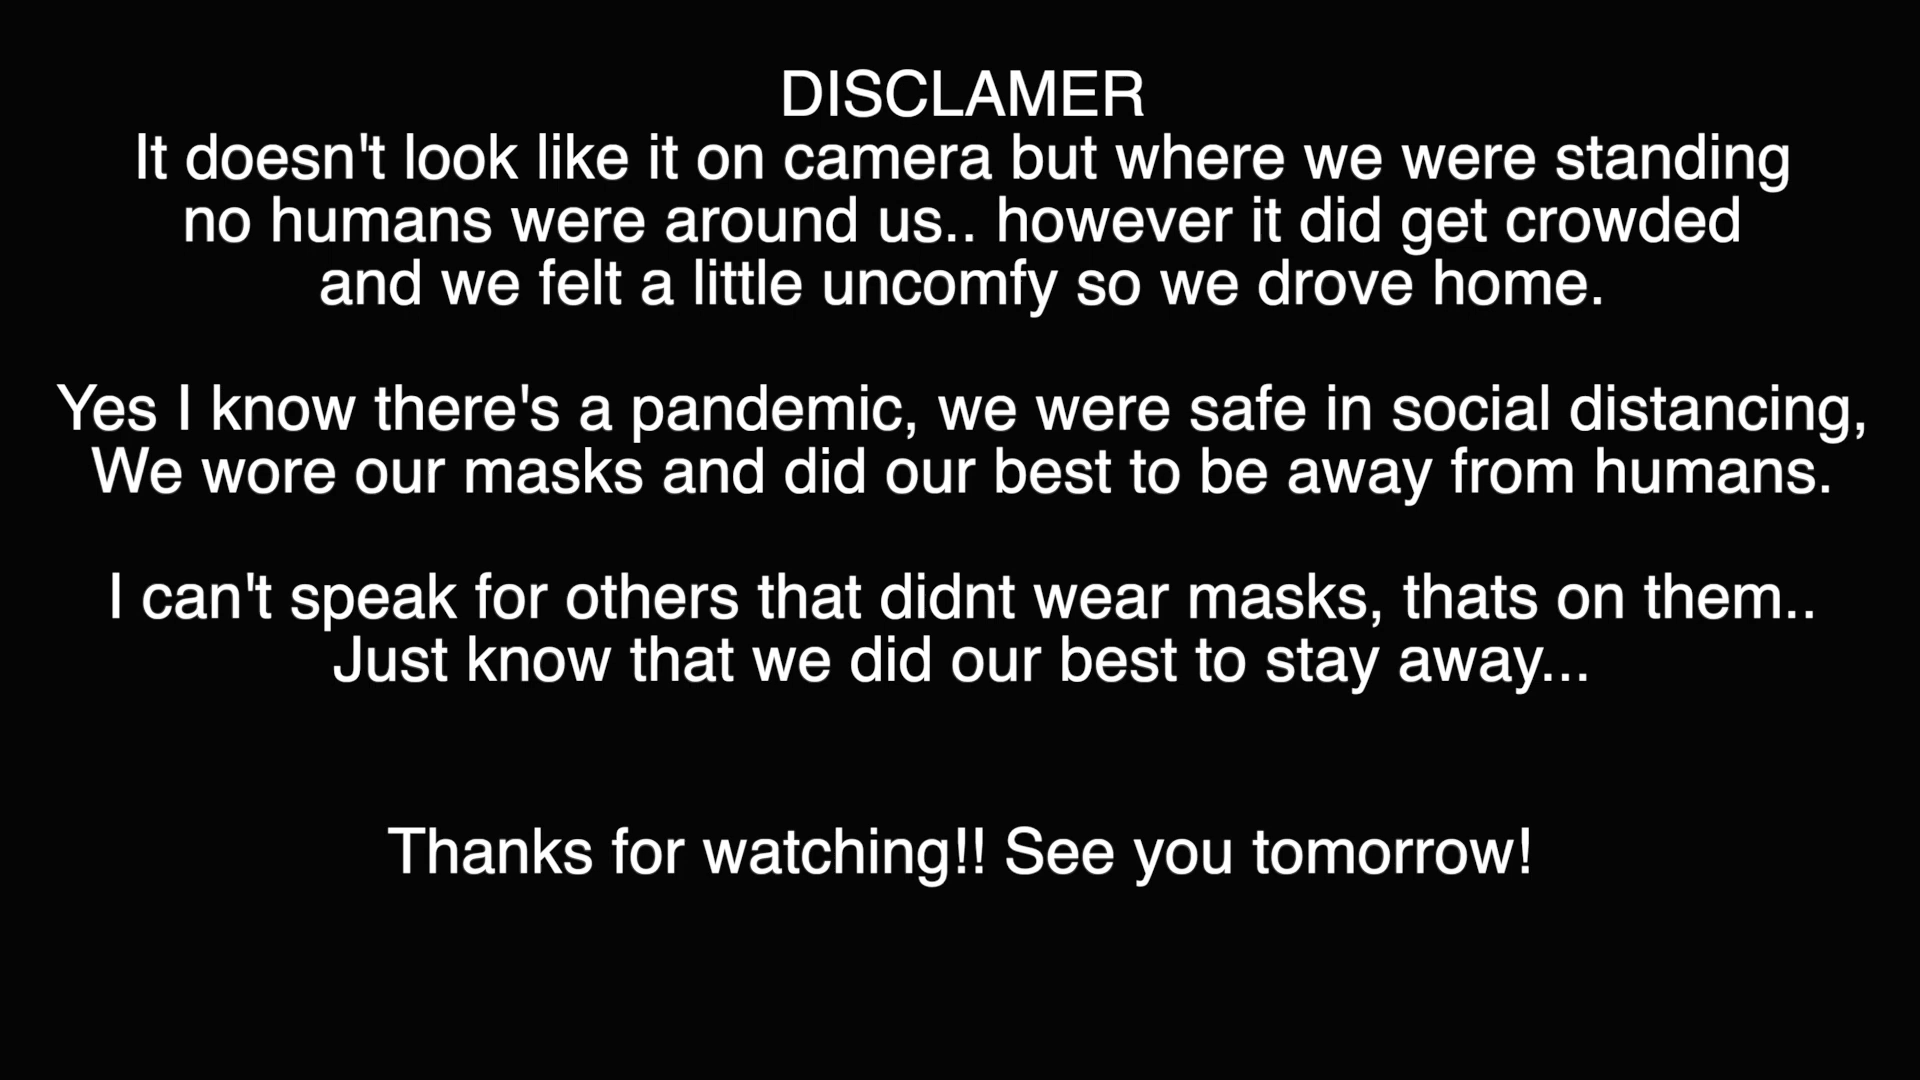 DISCLAMER
It doesn't look like it on camera but where we were standing
no humans were around us.. however it did get crowded
and we felt a little uncomfy so we drove home.
Yes I know there's a pandemic, we were safe in social distancing,
We wore our masks and did our best to be away from humans.
I can't speak for others that didnt wear masks, thats on them..
Just know that we did our best to stay away...
Thanks for watching!! See you tomorrow!